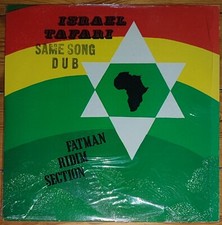 ISRAEL
TAFARI
SAME SONG
DUB
FATMAN
RIDIM
SECTION